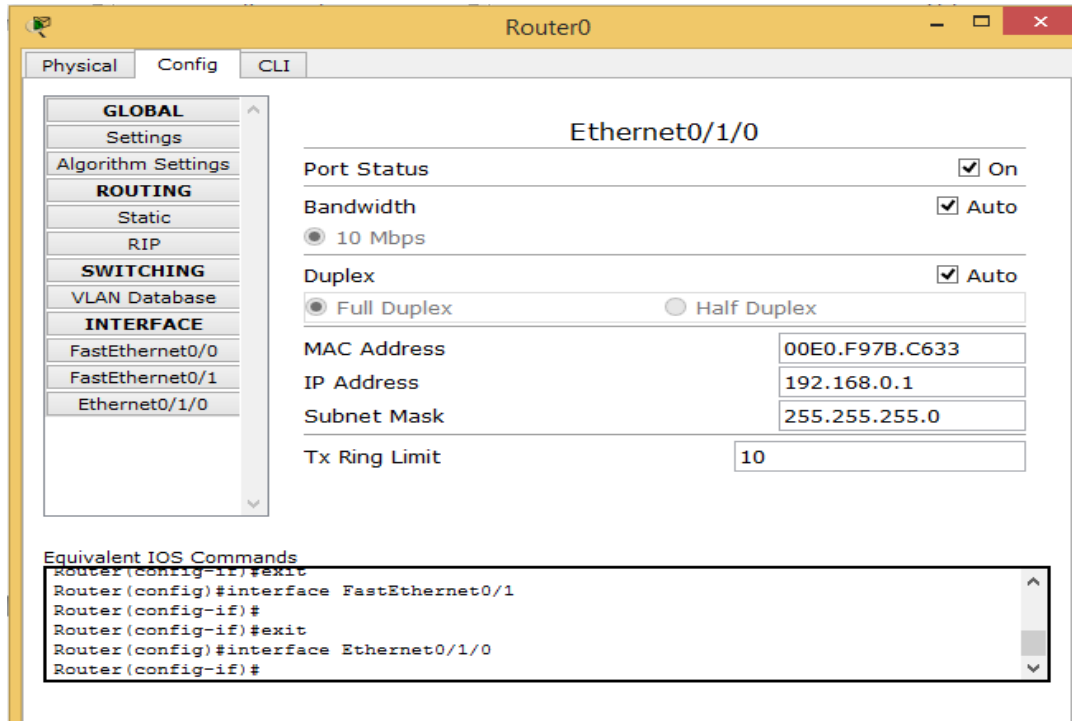 Router0
Physical Config CLI
GLOBAL
Settings
Algorithm Settings
ROUTING
Static
RIP
SWITCHING
VLAN Database
INTERFACE
FastEthernet0/0
FastEthernet0/1
Ethernet0/1/0
Ethernet0/1/0
Port Status On
Bandwidth Auto
10 Mbps
Duplex Auto
Full Duplex Half Duplex
MAC Address 00E0.F97B.C633
IP Address 192.168.0.1
Subnet Mask 255.255.255.0
Tx Ring Limit 10
Equivalent IOS Commands
Router(config-if)#exit
Router(config)#interface FastEthernet0/1
Router(config-if)#
Router(config-if)#exit
Router(config)#interface Ethernet0/1/0
Router(config-if)#